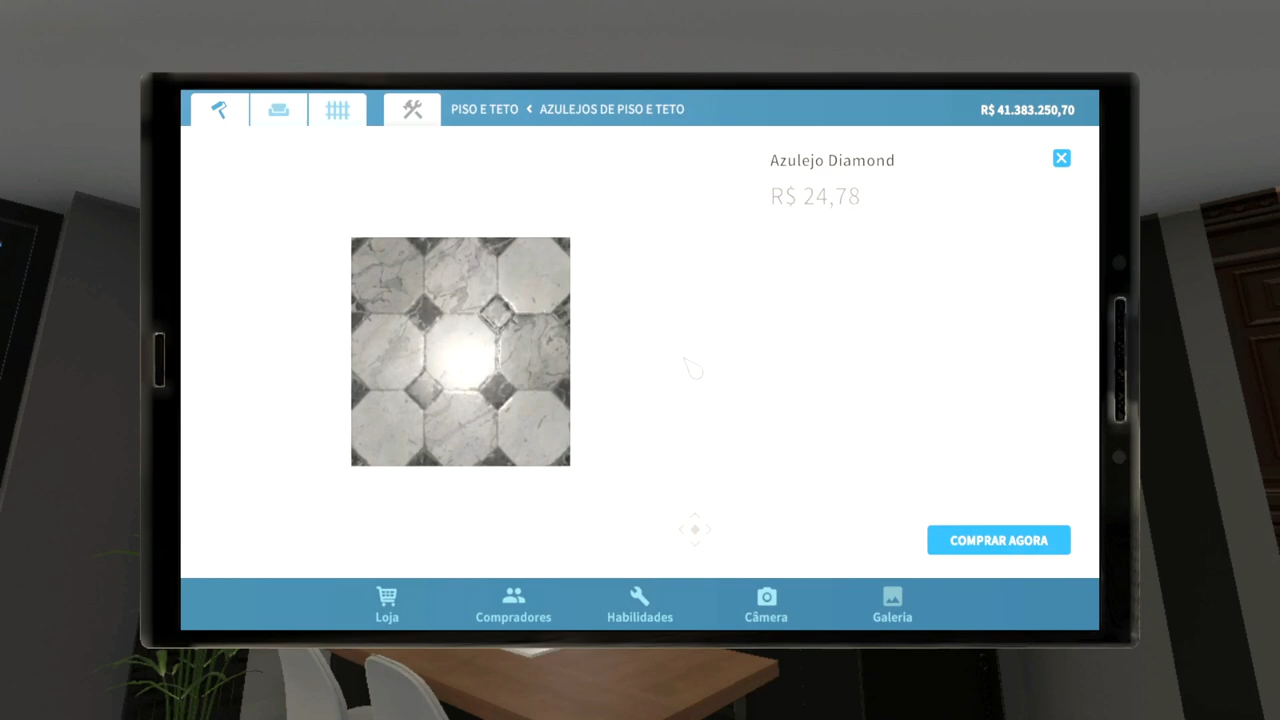 PISO E TETO < AZULEJOS DE PISO E TETO
R$ 41.383.250,70
Azulejo Diamond
R$ 24,78
COMPRAR AGORA
Loja
Compradores
Habilidades
Câmera
Galeria